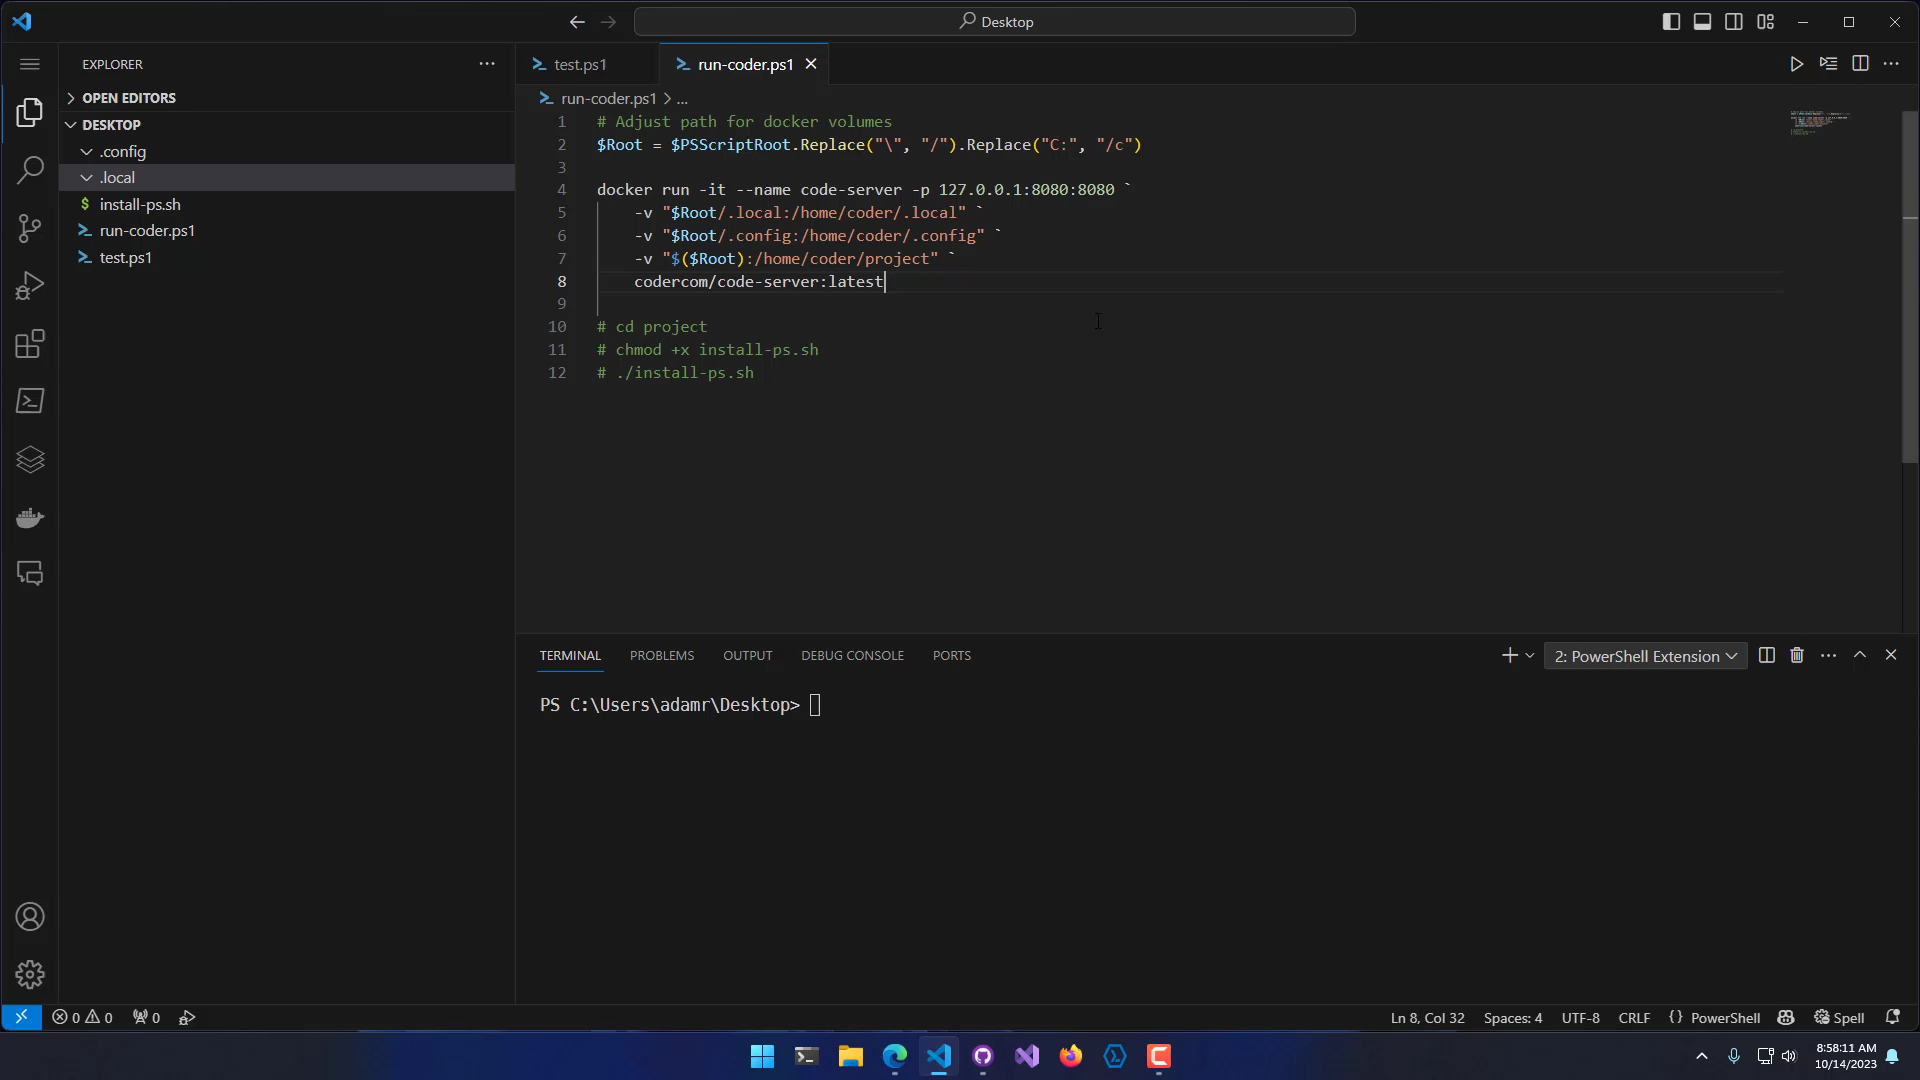 Desktop
EXPLORER
test.ps1
run-coder.ps1
OPEN EDITORS
run-coder.ps1 > ...
DESKTOP
.config
.local
install-ps.sh
run-coder.ps1
test.ps1
1 # Adjust path for docker volumes
2 $Root = $PSScriptRoot.Replace("\", "/").Replace("C:", "/c")
3
4 docker run -it --name code-server -p 127.0.0.1:8080:8080 `
5 -v "$Root/.local:/home/coder/.local" `
6 -v "$Root/.config:/home/coder/.config" `
7 -v "$($Root):/home/coder/project" `
8 codercom/code-server:latest
9
10 # cd project
11 # chmod +x install-ps.sh
12 # ./install-ps.sh
TERMINAL PROBLEMS OUTPUT DEBUG CONSOLE PORTS
2: PowerShell Extension
PS C:\Users\adamr\Desktop>
0 0 0
Ln 8, Col 32 Spaces: 4 UTF-8 CRLF {} PowerShell Spell
8:58:11 AM
10/14/2023